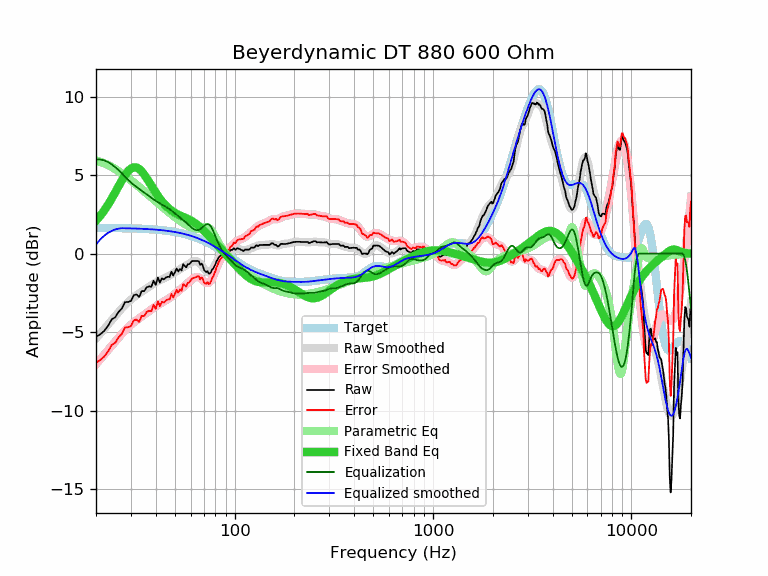 Beyerdynamic DT 880 600 Ohm
Amplitude (dBr)
10
5
0
−5
−10
−15
Target
Raw Smoothed
Error Smoothed
Raw
Error
Parametric Eq
Fixed Band Eq
Equalization
Equalized smoothed
100 1000 10000
Frequency (Hz)